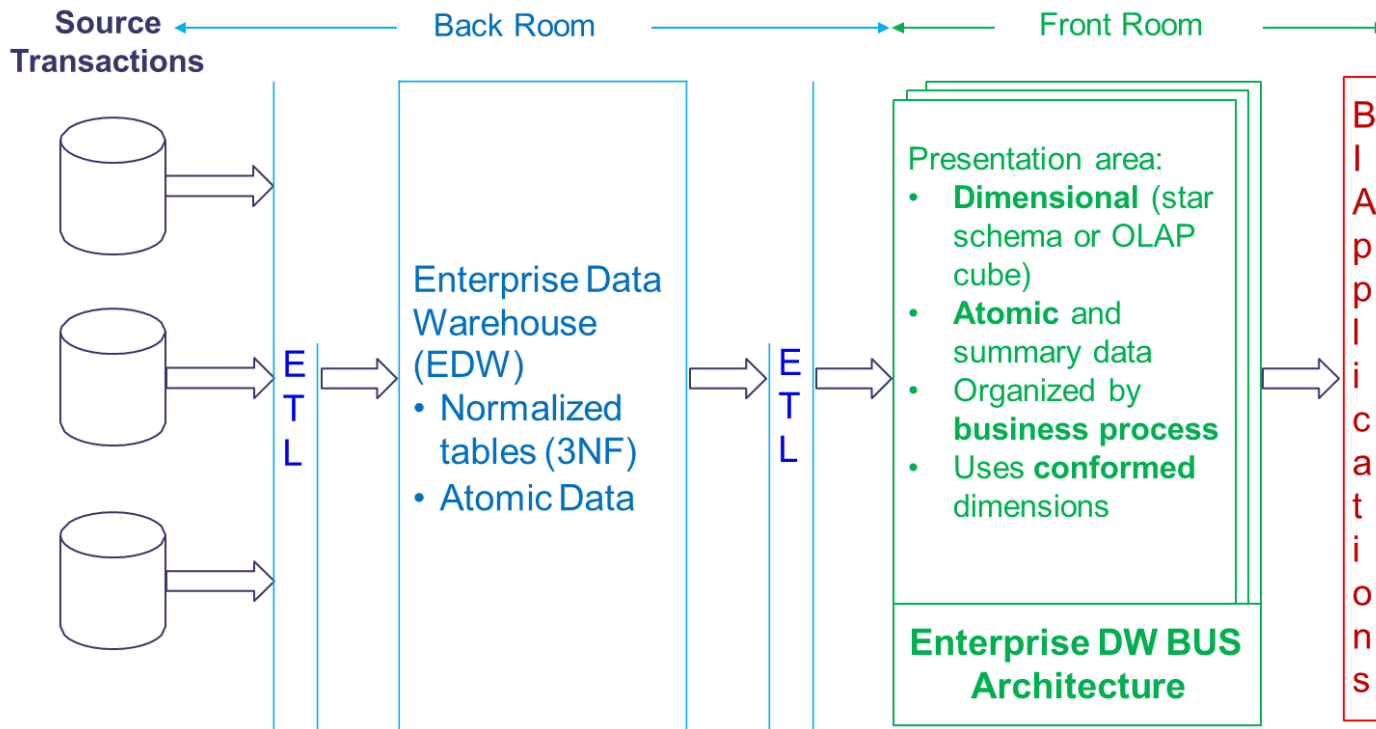 Source
Transactions
Back Room
Front Room
E
T
L
Enterprise Data
Warehouse
(EDW)
• Normalized
tables (3NF)
• Atomic Data
E
T
L
Presentation area:
• Dimensional (star
schema or OLAP
cube)
• Atomic and
summary data
• Organized by
business process
• Uses conformed
dimensions
Enterprise DW BUS
Architecture
B
I
A
p
p
l
i
c
a
t
i
o
n
s